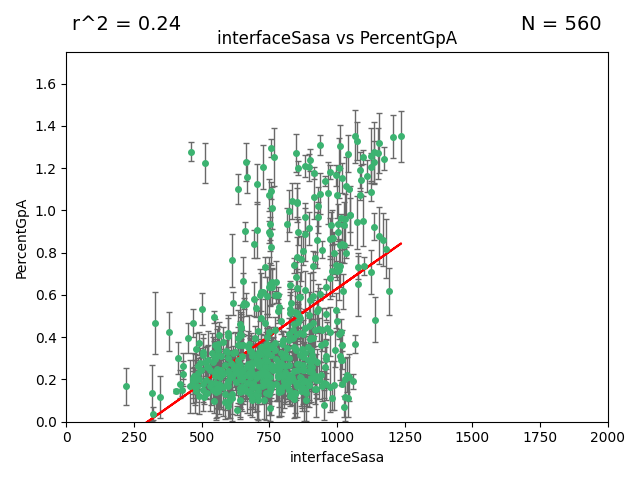 r^2 = 0.24
N = 560
interfaceSasa vs PercentGpA
PercentGpA
1.6
1.4
1.2
1.0
0.8
0.6
0.4
0.2
0.0
0 250 500 750 1000 1250 1500 1750 2000
interfaceSasa